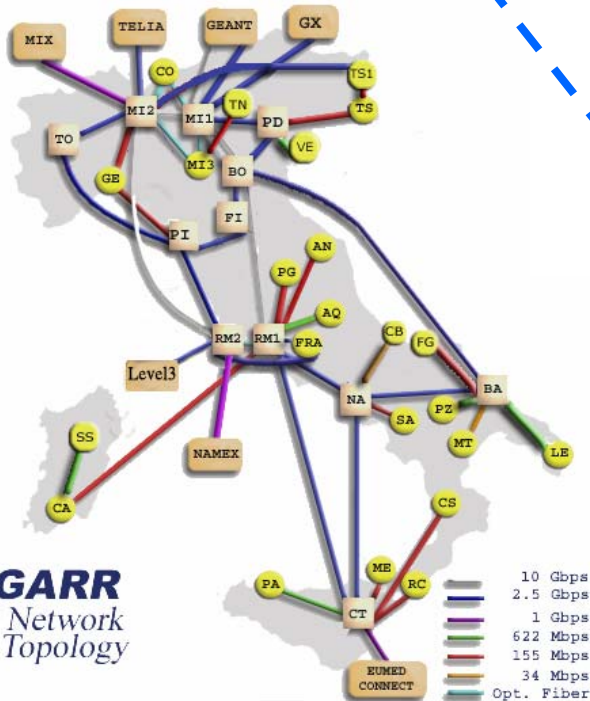 TELIA
GEANT
GX
MIX
CO
TS1
TN
TS
MI2
MI1
PD
TO
VE
MI3
BO
GE
FI
PI
AN
PG
AQ
CB
RM2
RM1
FRA
FG
Level3
NA
BA
PZ
SA
MT
SS
NAMEX
LE
CA
CS
GARR
Network
Topology
PA
ME
RC
CT
EUMED
CONNECT
10 Gbps
2.5 Gbps
1 Gbps
622 Mbps
155 Mbps
34 Mbps
Opt. Fiber